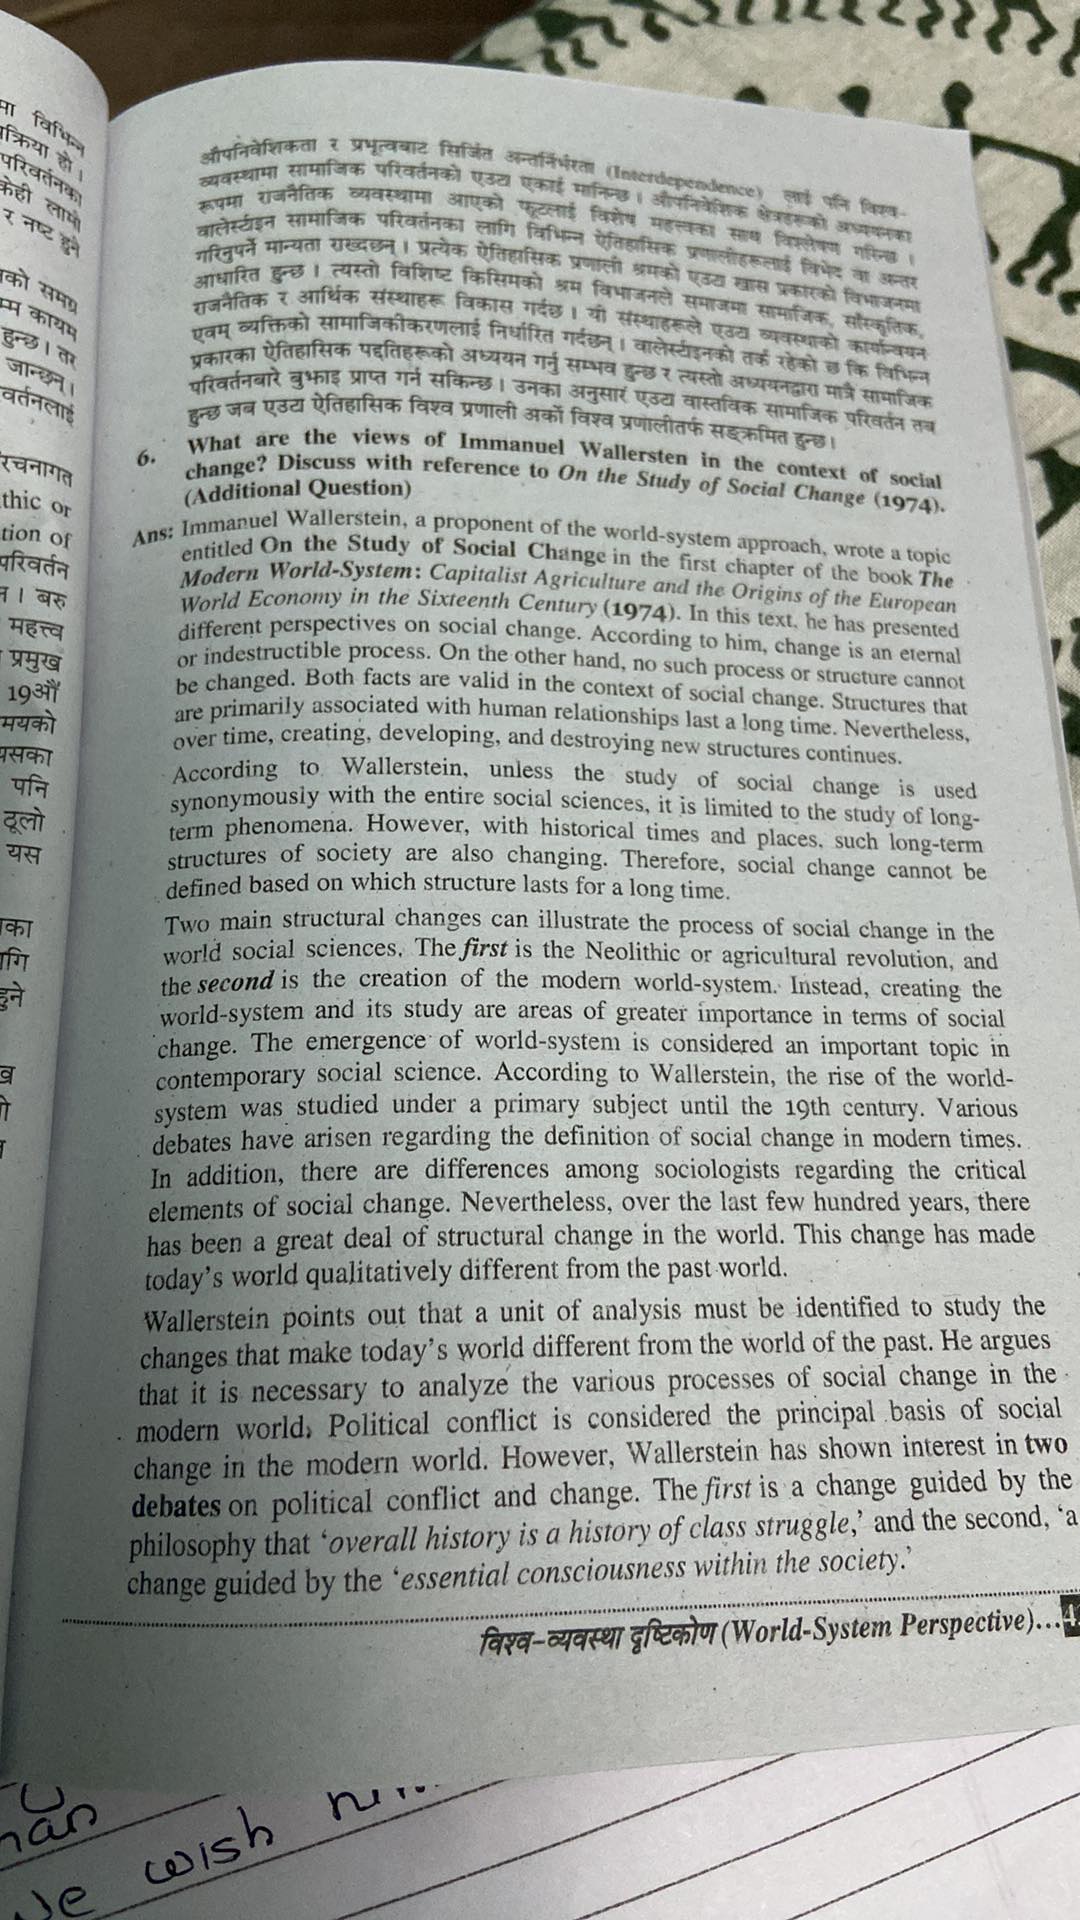 मा विभिन्न
प्रक्रिया हो ।
परिवर्तनका
केही लामो
र नष्ट हुने
को समग्र
म्म कायम
हुन्छ । तर
जान्छन् ।
वर्तनलाई
रचनागत
thic or
tion of
परिवर्तन
न । बरु
महत्त्व
प्रमुख
19औं
मयको
यसका
पनि
ठूलो
यस
का
गि
हुने
औपनिवेशिकता र प्रभूत्वबाट सिर्जित अन्तर्निर्भरता (Interdependence) लाई पनि विश्व-
व्यवस्थामा सामाजिक परिवर्तनको एउटा एकाई मानिन्छ । औपनिवेशिक क्षेत्रहरूको अध्ययनका
रूपमा राजनैतिक व्यवस्थामा आएको फूटलाई विशेष महत्त्वका साथ विश्लेषण गरिन्छ ।
वालेर्स्टाइन सामाजिक परिवर्तनका लागि विभिन्न ऐतिहासिक प्रणालीहरूलाई विभेद वा अन्तर
गरिनुपर्ने मान्यता राख्दछन् । प्रत्येक ऐतिहासिक प्रणाली श्रमको एउटा खास प्रकारको विभाजनमा
आधारित हुन्छ । त्यस्तो विशिष्ट किसिमको श्रम विभाजनले समाजमा सामाजिक, साँस्कृतिक,
राजनैतिक र आर्थिक संस्थाहरू विकास गर्दछ । यी संस्थाहरूले एउटा व्यवस्थाको कार्यान्वयन
एवम् व्यक्तिको सामाजिकीकरणलाई निर्धारित गर्दछन् । वालेर्स्टाइनको तर्क रहेको छ कि विभिन्न
प्रकारका ऐतिहासिक पद्दतिहरूको अध्ययन गर्नु सम्भव हुन्छ र त्यस्तो अध्ययनद्वारा मात्रै सामाजिक
परिवर्तनबारे बुझाइ प्राप्त गर्न सकिन्छ । उनका अनुसारं एउटा वास्तविक सामाजिक परिवर्तन तब
हुन्छ जब एउटा ऐतिहासिक विश्व प्रणाली अर्को विश्व प्रणालीतर्फ सङ्क्रमित हुन्छ ।
6. What are the views of Immanuel Wallersten in the context of social
change? Discuss with reference to On the Study of Social Change (1974).
(Additional Question)
Ans: Immanuel Wallerstein, a proponent of the world-system approach, wrote a topic
entitled On the Study of Social Change in the first chapter of the book The
Modern World-System: Capitalist Agriculture and the Origins of the European
World Economy in the Sixteenth Century (1974). In this text, he has presented
different perspectives on social change. According to him, change is an eternal
or indestructible process. On the other hand, no such process or structure cannot
be changed. Both facts are valid in the context of social change. Structures that
are primarily associated with human relationships last a long time. Nevertheless,
over time, creating, developing, and destroying new structures continues.
According to Wallerstein, unless the study of social change is used
synonymously with the entire social sciences, it is limited to the study of long-
term phenomena. However, with historical times and places, such long-term
structures of society are also changing. Therefore, social change cannot be
defined based on which structure lasts for a long time.
Two main structural changes can illustrate the process of social change in the
world social sciences. The first is the Neolithic or agricultural revolution, and
the second is the creation of the modern world-system. Instead, creating the
world-system and its study are areas of greater importance in terms of social
change. The emergence of world-system is considered an important topic in
contemporary social science. According to Wallerstein, the rise of the world-
system was studied under a primary subject until the 19th century. Various
debates have arisen regarding the definition of social change in modern times.
In addition, there are differences among sociologists regarding the critical
elements of social change. Nevertheless, over the last few hundred years, there
has been a great deal of structural change in the world. This change has made
today's world qualitatively different from the past world.
Wallerstein points out that a unit of analysis must be identified to study the
changes that make today's world different from the world of the past. He argues
that it is necessary to analyze the various processes of social change in the
modern world. Political conflict is considered the principal basis of social
change in the modern world. However, Wallerstein has shown interest in two
debates on political conflict and change. The first is a change guided by the
philosophy that 'overall history is a history of class struggle,' and the second, 'a
change guided by the 'essential consciousness within the society.'
विश्व-व्यवस्था दृष्टिकोण (World-System Perspective)...4
wish